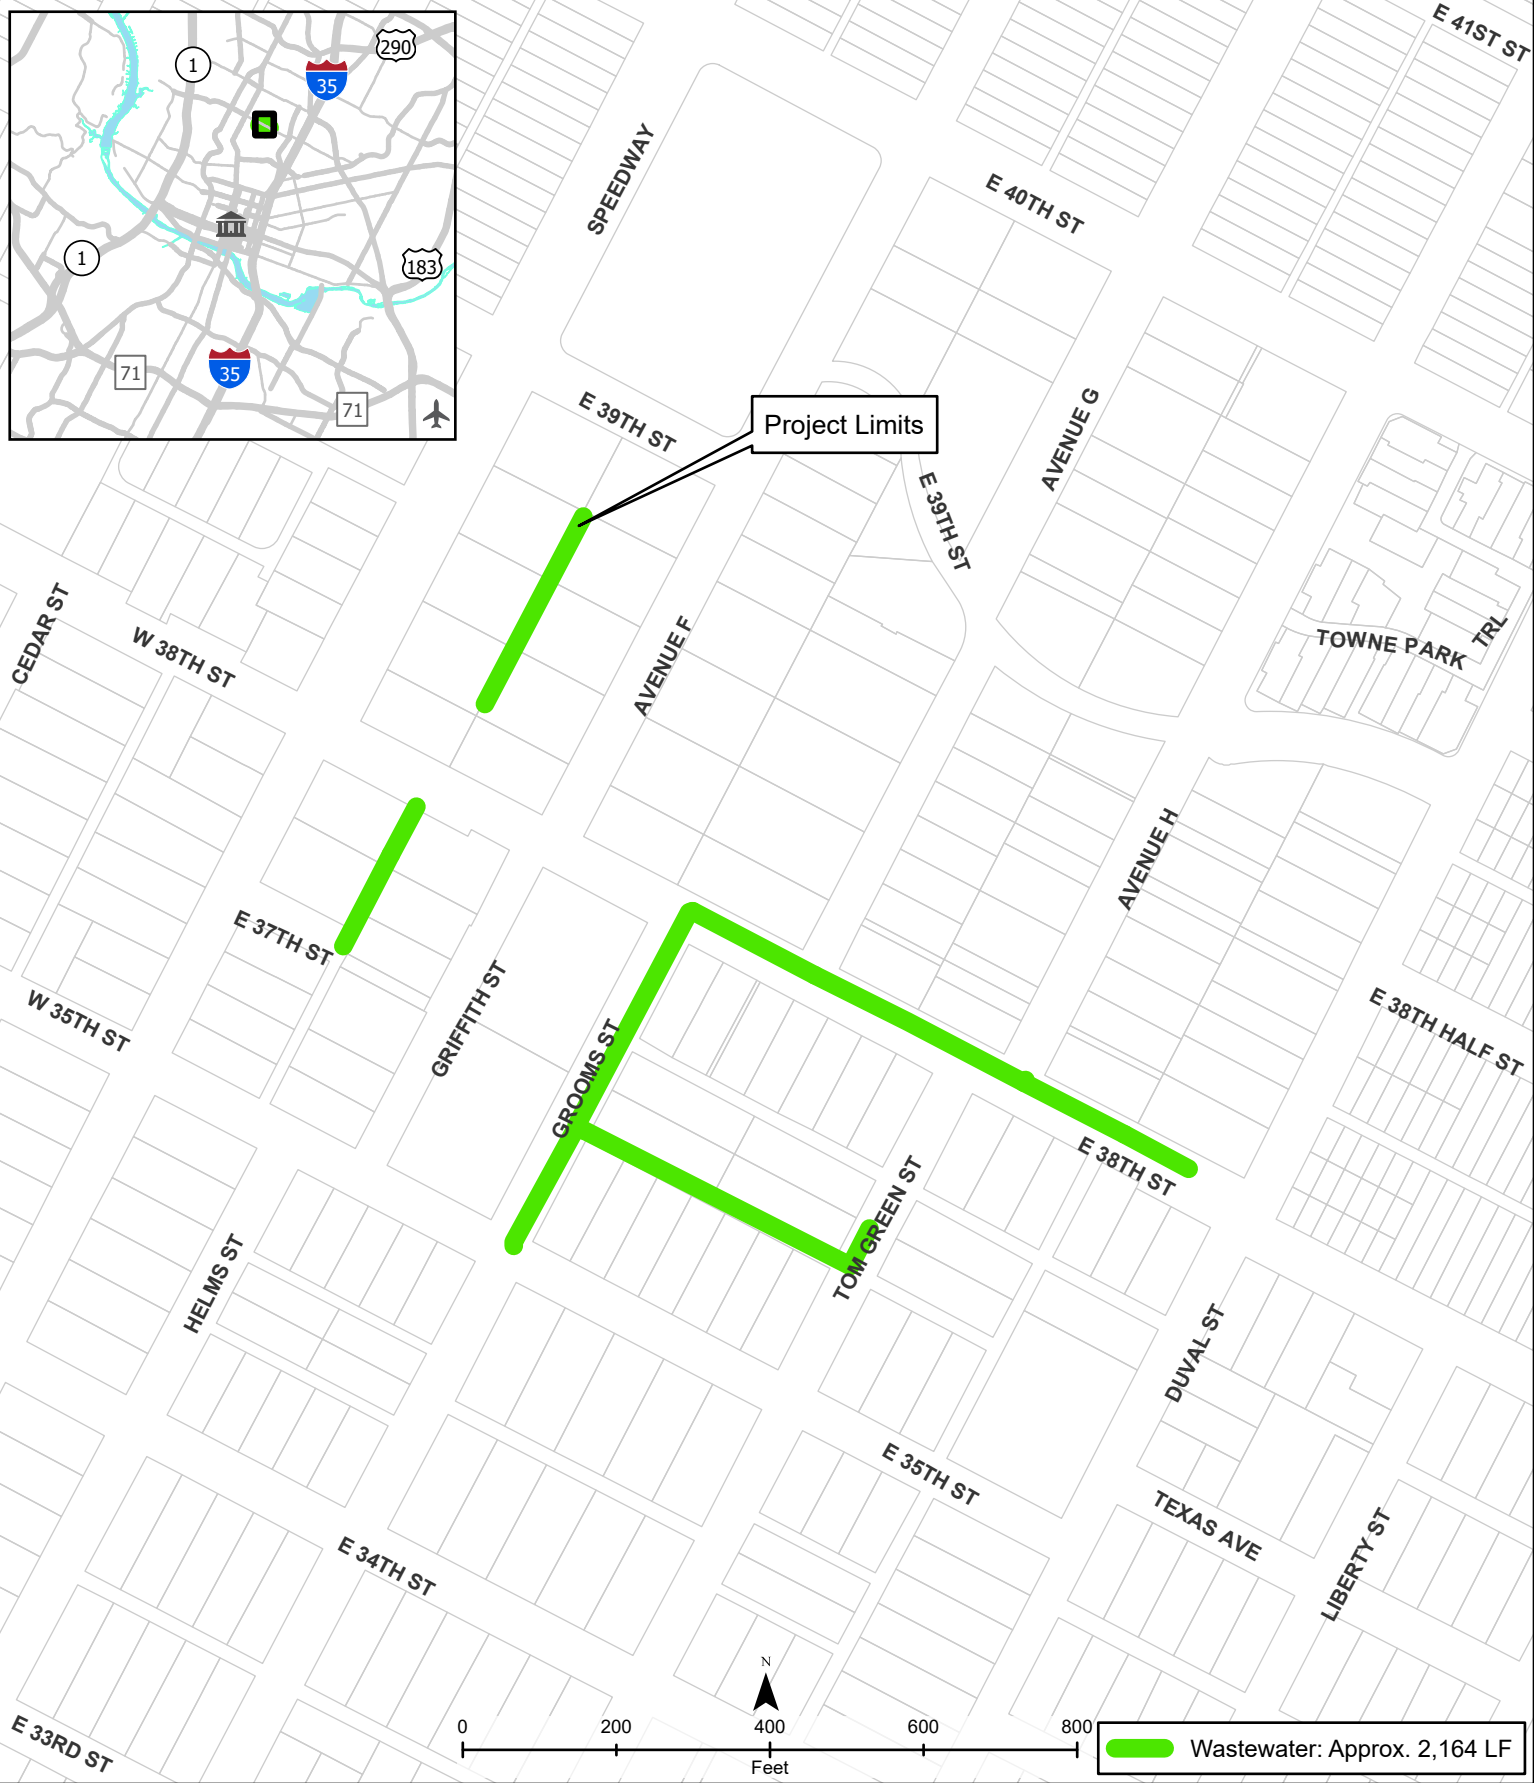 290
1
35
1
183
35
71
71
E 41ST ST
SPEEDWAY
E 40TH ST
E 39TH ST
Project Limits
AVENUE G
E 39TH ST
CEDAR ST
W 38TH ST
AVENUE F
TOWNE PARK TRL
AVENUE H
E 37TH ST
GRIFFITH ST
W 35TH ST
E 38TH HALF ST
GROOMS ST
E 38TH ST
TOM GREEN ST
HELMS ST
DUVAL ST
E 35TH ST
TEXAS AVE
LIBERTY ST
E 34TH ST
E 33RD ST
N
0 200 400 600 800
Feet
Wastewater: Approx. 2,164 LF